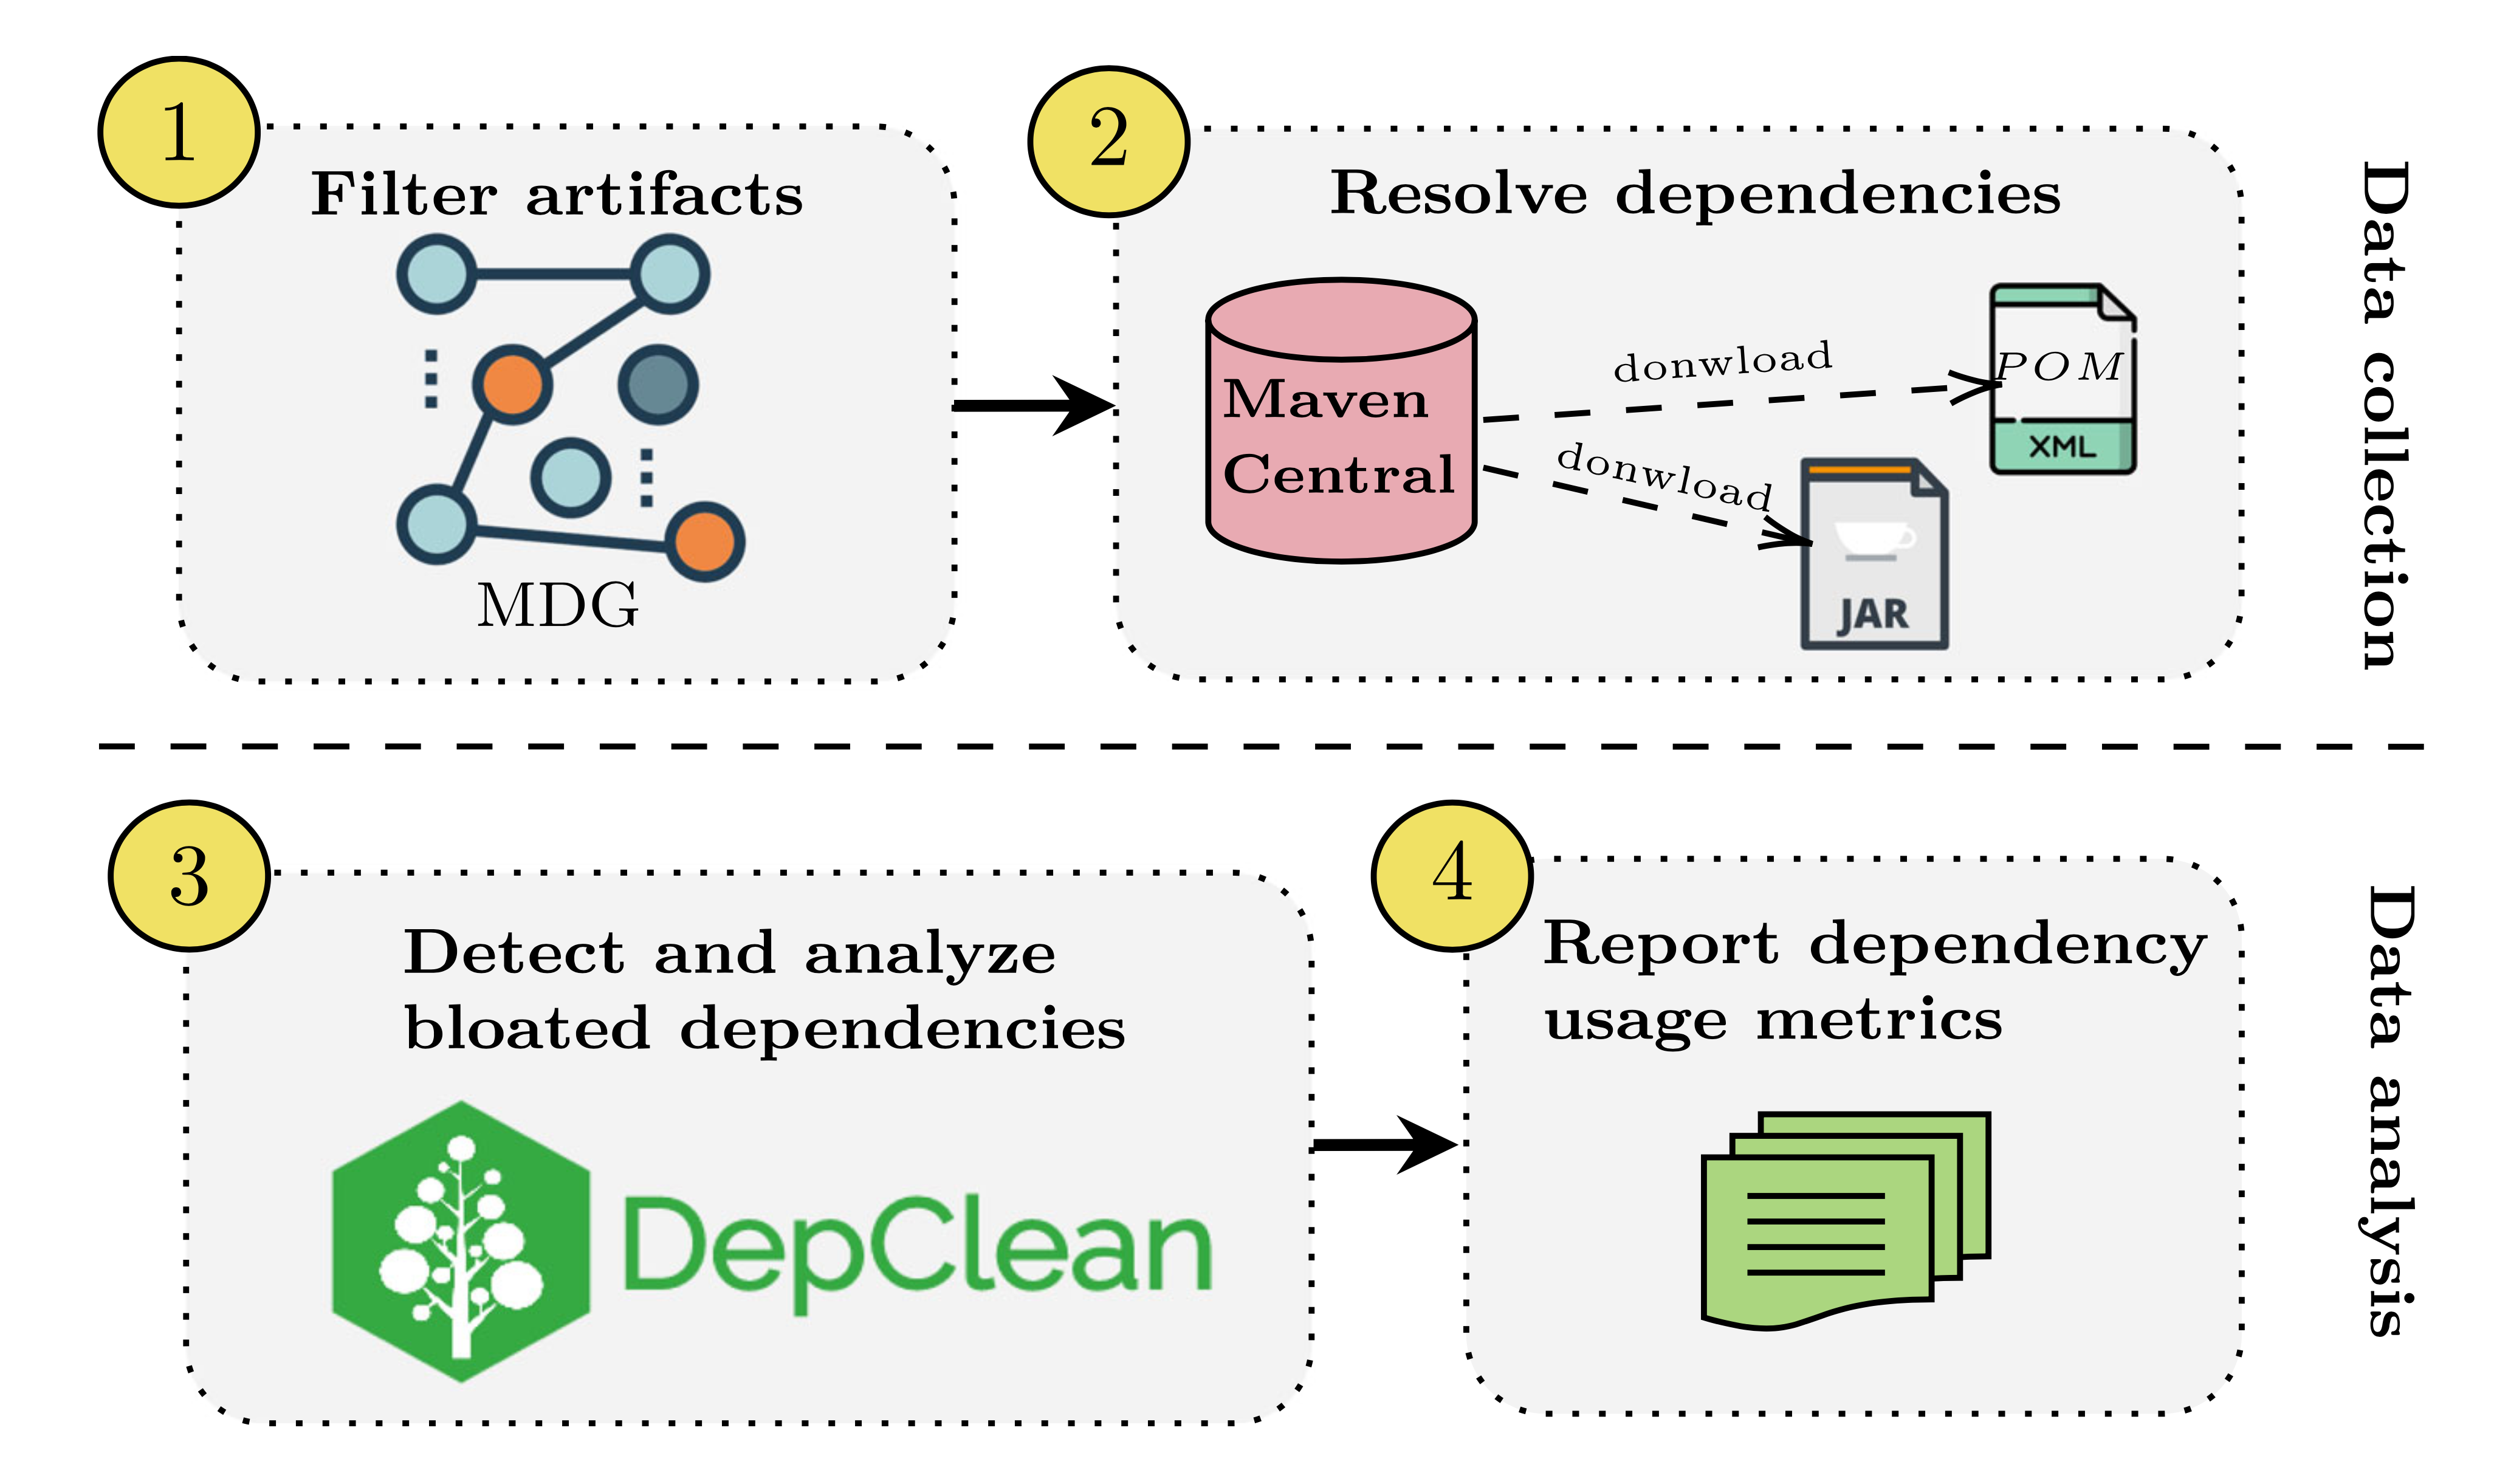 1
Filter artifacts
MDG
2
Resolve dependencies
Maven
Central
donwload
donwload
POM
XML
JAR
Data collection
3
Detect and analyze
bloated dependencies
DepClean
4
Report dependency
usage metrics
Data analysis